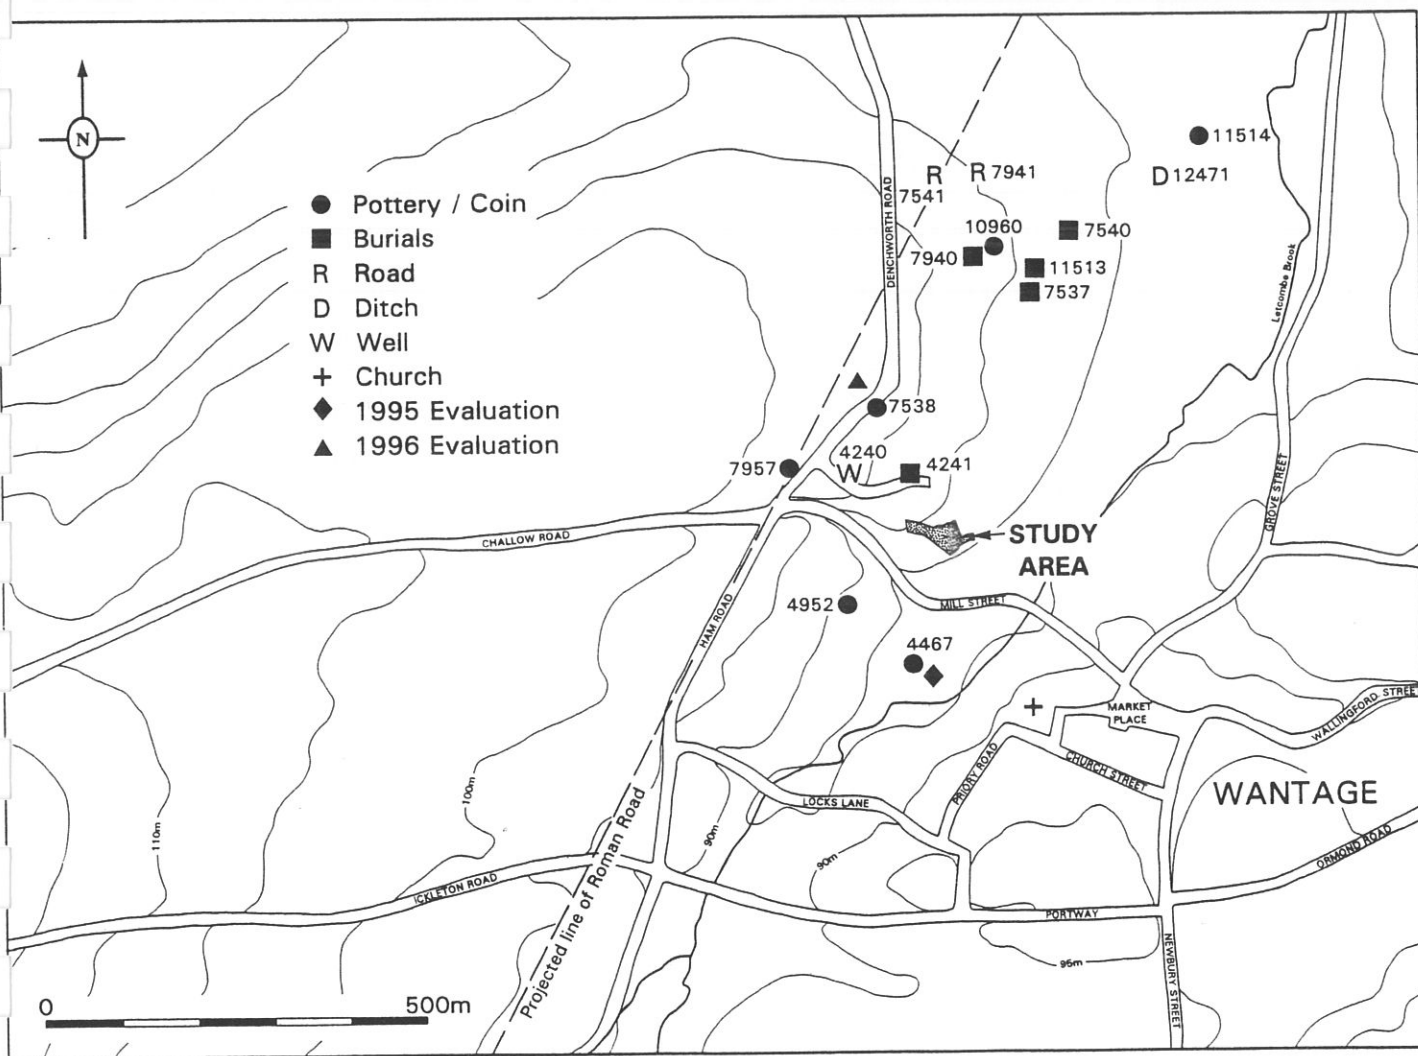 N
Pottery / Coin
Burials
R Road
D Ditch
W Well
Church
1995 Evaluation
1996 Evaluation
11514
D 12471
R
R 7941
7541
DENCHWORTH ROAD
10960
7540
7940
11513
7537
Letcombe Brook
7538
7957
4240
W
4241
STUDY
AREA
GROVE STREET
CHALLOW ROAD
MILL STREET
HAM ROAD
4952
4467
MARKET
PLACE
WALLINGFORD STREET
PRIORY ROAD
CHURCH STREET
WANTAGE
LOCKS LANE
100m
110m
90m
90m
ORMOND ROAD
ICKLETON ROAD
Projected line of Roman Road
PORTWAY
95m
NEWBURY STREET
0
500m